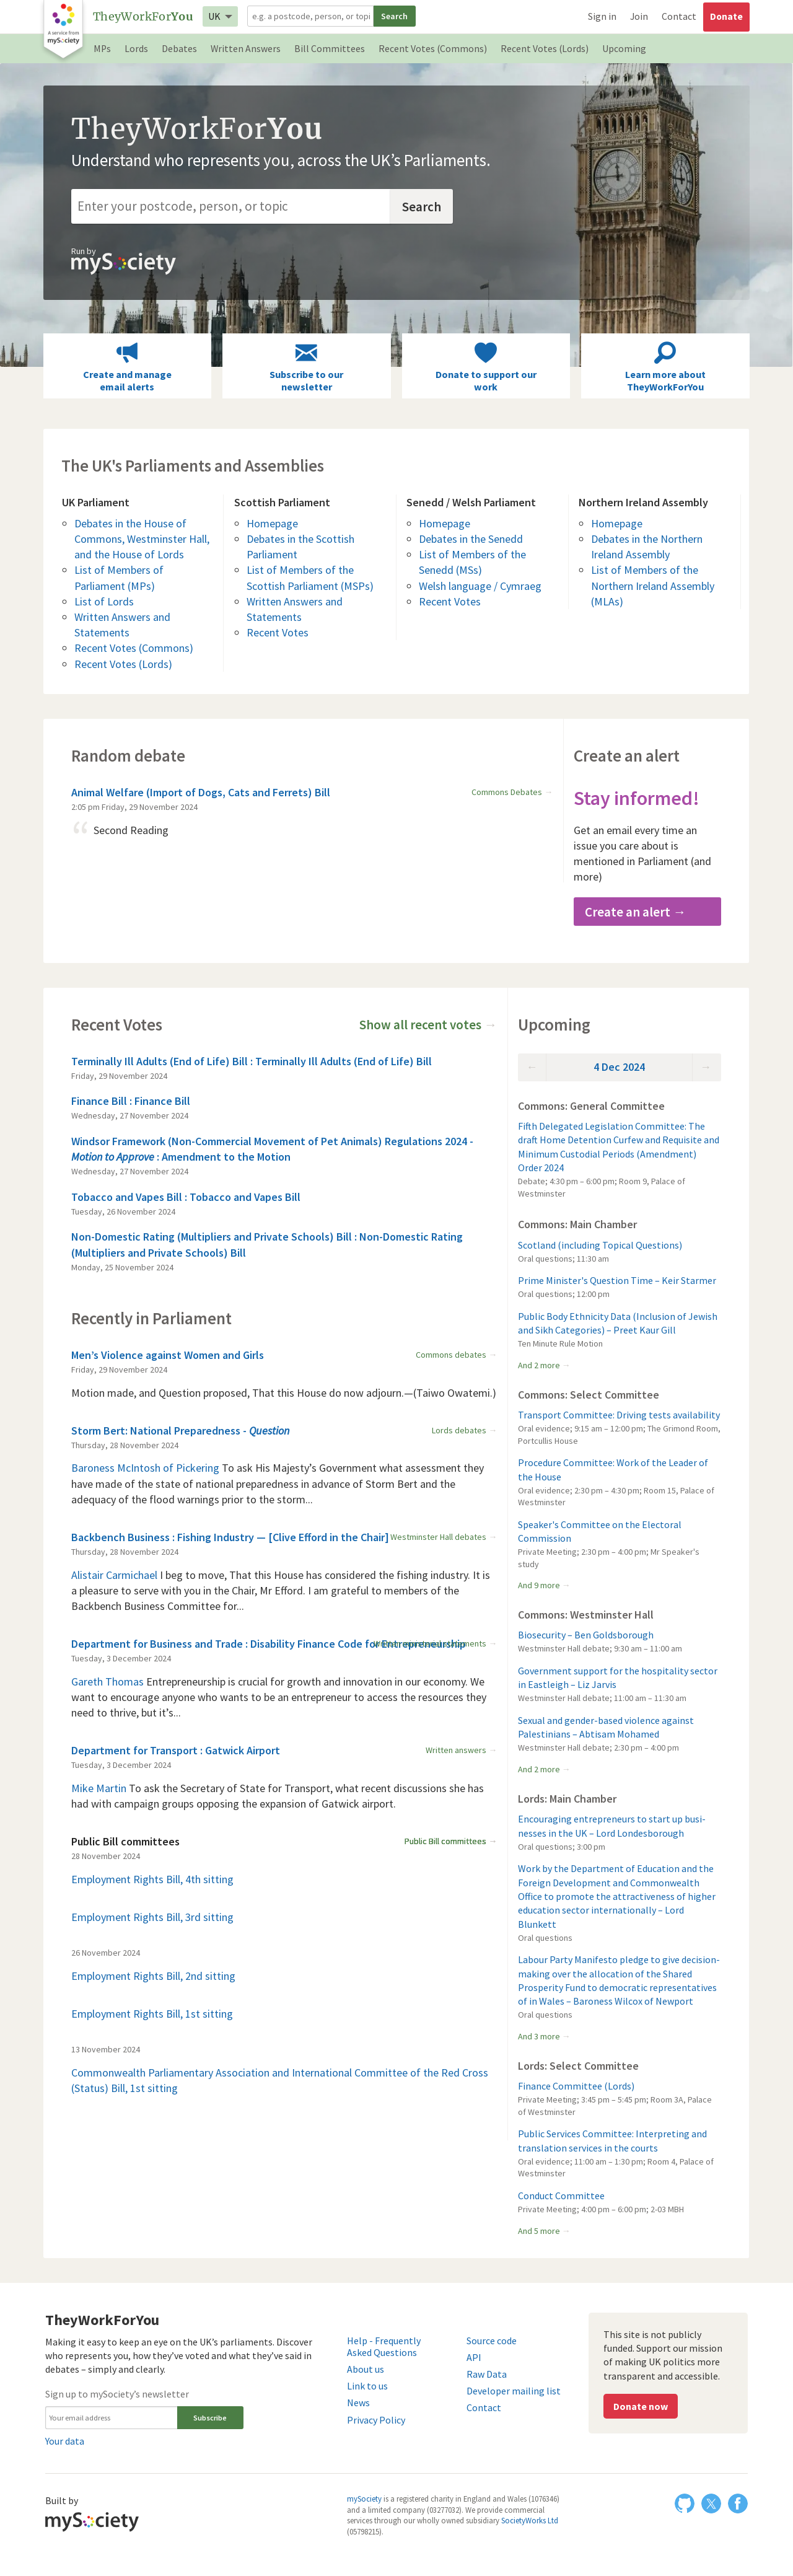 A service from
mySociety
TheyWorkForYou
UK
e.g. a postcode, person, or topi
Search
Sign in
Join
Contact
Donate
MPs
Lords
Debates
Written Answers
Bill Committees
Recent Votes (Commons)
Recent Votes (Lords)
Upcoming
TheyWorkForYou
Understand who represents you, across the UK’s Parliaments.
Enter your postcode, person, or topic
Search
Run by
mySociety
Create and manage
email alerts
Subscribe to our
newsletter
Donate to support our
work
Learn more about
TheyWorkForYou
The UK's Parliaments and Assemblies
UK Parliament
Debates in the House of
Commons, Westminster Hall,
and the House of Lords
List of Members of
Parliament (MPs)
List of Lords
Written Answers and
Statements
Recent Votes (Commons)
Recent Votes (Lords)
Scottish Parliament
Homepage
Debates in the Scottish
Parliament
List of Members of the
Scottish Parliament (MSPs)
Written Answers and
Statements
Recent Votes
Senedd / Welsh Parliament
Homepage
Debates in the Senedd
List of Members of the
Senedd (MSs)
Welsh language / Cymraeg
Recent Votes
Northern Ireland Assembly
Homepage
Debates in the Northern
Ireland Assembly
List of Members of the
Northern Ireland Assembly
(MLAs)
Random debate
Animal Welfare (Import of Dogs, Cats and Ferrets) Bill
Commons Debates →
2:05 pm Friday, 29 November 2024
“ Second Reading
Create an alert
Stay informed!
Get an email every time an
issue you care about is
mentioned in Parliament (and
more)
Create an alert →
Recent Votes
Show all recent votes →
Terminally Ill Adults (End of Life) Bill : Terminally Ill Adults (End of Life) Bill
Friday, 29 November 2024
Finance Bill : Finance Bill
Wednesday, 27 November 2024
Windsor Framework (Non-Commercial Movement of Pet Animals) Regulations 2024 -
Motion to Approve : Amendment to the Motion
Wednesday, 27 November 2024
Tobacco and Vapes Bill : Tobacco and Vapes Bill
Tuesday, 26 November 2024
Non-Domestic Rating (Multipliers and Private Schools) Bill : Non-Domestic Rating
(Multipliers and Private Schools) Bill
Monday, 25 November 2024
Recently in Parliament
Men’s Violence against Women and Girls
Commons debates →
Friday, 29 November 2024
Motion made, and Question proposed, That this House do now adjourn.—(Taiwo Owatemi.)
Storm Bert: National Preparedness - Question
Lords debates →
Thursday, 28 November 2024
Baroness McIntosh of Pickering To ask His Majesty’s Government what assessment they
have made of the state of national preparedness in advance of Storm Bert and the
adequacy of the flood warnings prior to the storm...
Backbench Business : Fishing Industry — [Clive Efford in the Chair]
Westminster Hall debates →
Thursday, 28 November 2024
Alistair Carmichael I beg to move, That this House has considered the fishing industry. It is
a pleasure to serve with you in the Chair, Mr Efford. I am grateful to members of the
Backbench Business Committee for...
Department for Business and Trade : Disability Finance Code for Entrepreneurship
Tuesday, 3 December 2024
Gareth Thomas Entrepreneurship is crucial for growth and innovation in our economy. We
want to encourage anyone who wants to be an entrepreneur to access the resources they
need to thrive, but it’s...
Department for Transport : Gatwick Airport
Written answers →
Tuesday, 3 December 2024
Mike Martin To ask the Secretary of State for Transport, what recent discussions she has
had with campaign groups opposing the expansion of Gatwick airport.
Public Bill committees
Public Bill committees →
28 November 2024
Employment Rights Bill, 4th sitting
Employment Rights Bill, 3rd sitting
26 November 2024
Employment Rights Bill, 2nd sitting
Employment Rights Bill, 1st sitting
13 November 2024
Commonwealth Parliamentary Association and International Committee of the Red Cross
(Status) Bill, 1st sitting
Upcoming
← 4 Dec 2024 →
Commons: General Committee
Fifth Delegated Legislation Committee: The
draft Home Detention Curfew and Requisite and
Minimum Custodial Periods (Amendment)
Order 2024
Debate; 4:30 pm – 6:00 pm; Room 9, Palace of
Westminster
Commons: Main Chamber
Scotland (including Topical Questions)
Oral questions; 11:30 am
Prime Minister's Question Time – Keir Starmer
Oral questions; 12:00 pm
Public Body Ethnicity Data (Inclusion of Jewish
and Sikh Categories) – Preet Kaur Gill
Ten Minute Rule Motion
And 2 more →
Commons: Select Committee
Transport Committee: Driving tests availability
Oral evidence; 9:15 am – 12:00 pm; The Grimond Room,
Portcullis House
Procedure Committee: Work of the Leader of
the House
Oral evidence; 2:30 pm – 4:30 pm; Room 15, Palace of
Westminster
Speaker's Committee on the Electoral
Commission
Private Meeting; 2:30 pm – 4:00 pm; Mr Speaker's
study
And 9 more →
Commons: Westminster Hall
Biosecurity – Ben Goldsborough
Westminster Hall debate; 9:30 am – 11:00 am
Government support for the hospitality sector
in Eastleigh – Liz Jarvis
Westminster Hall debate; 11:00 am – 11:30 am
Sexual and gender-based violence against
Palestinians – Abtisam Mohamed
Westminster Hall debate; 2:30 pm – 4:00 pm
And 2 more →
Lords: Main Chamber
Encouraging entrepreneurs to start up busi-
nesses in the UK – Lord Londesborough
Oral questions; 3:00 pm
Work by the Department of Education and the
Foreign Development and Commonwealth
Office to promote the attractiveness of higher
education sector internationally – Lord
Blunkett
Oral questions
Labour Party Manifesto pledge to give decision-
making over the allocation of the Shared
Prosperity Fund to democratic representatives
of in Wales – Baroness Wilcox of Newport
Oral questions
And 3 more →
Lords: Select Committee
Finance Committee (Lords)
Private Meeting; 3:45 pm – 5:45 pm; Room 3A, Palace
of Westminster
Public Services Committee: Interpreting and
translation services in the courts
Oral evidence; 11:00 am – 1:30 pm; Room 4, Palace of
Westminster
Conduct Committee
Private Meeting; 4:00 pm – 6:00 pm; 2-03 MBH
And 5 more →
TheyWorkForYou
Making it easy to keep an eye on the UK’s parliaments. Discover
who represents you, how they’ve voted and what they’ve said in
debates – simply and clearly.
Sign up to mySociety’s newsletter
Your email address
Subscribe
Your data
Help - Frequently
Asked Questions
About us
Link to us
News
Privacy Policy
Source code
API
Raw Data
Developer mailing list
Contact
This site is not publicly
funded. Support our mission
of making UK politics more
transparent and accessible.
Donate now
Built by
mySociety
mySociety is a registered charity in England and Wales (1076346)
and a limited company (03277032). We provide commercial
services through our wholly owned subsidiary SocietyWorks Ltd
(05798215).